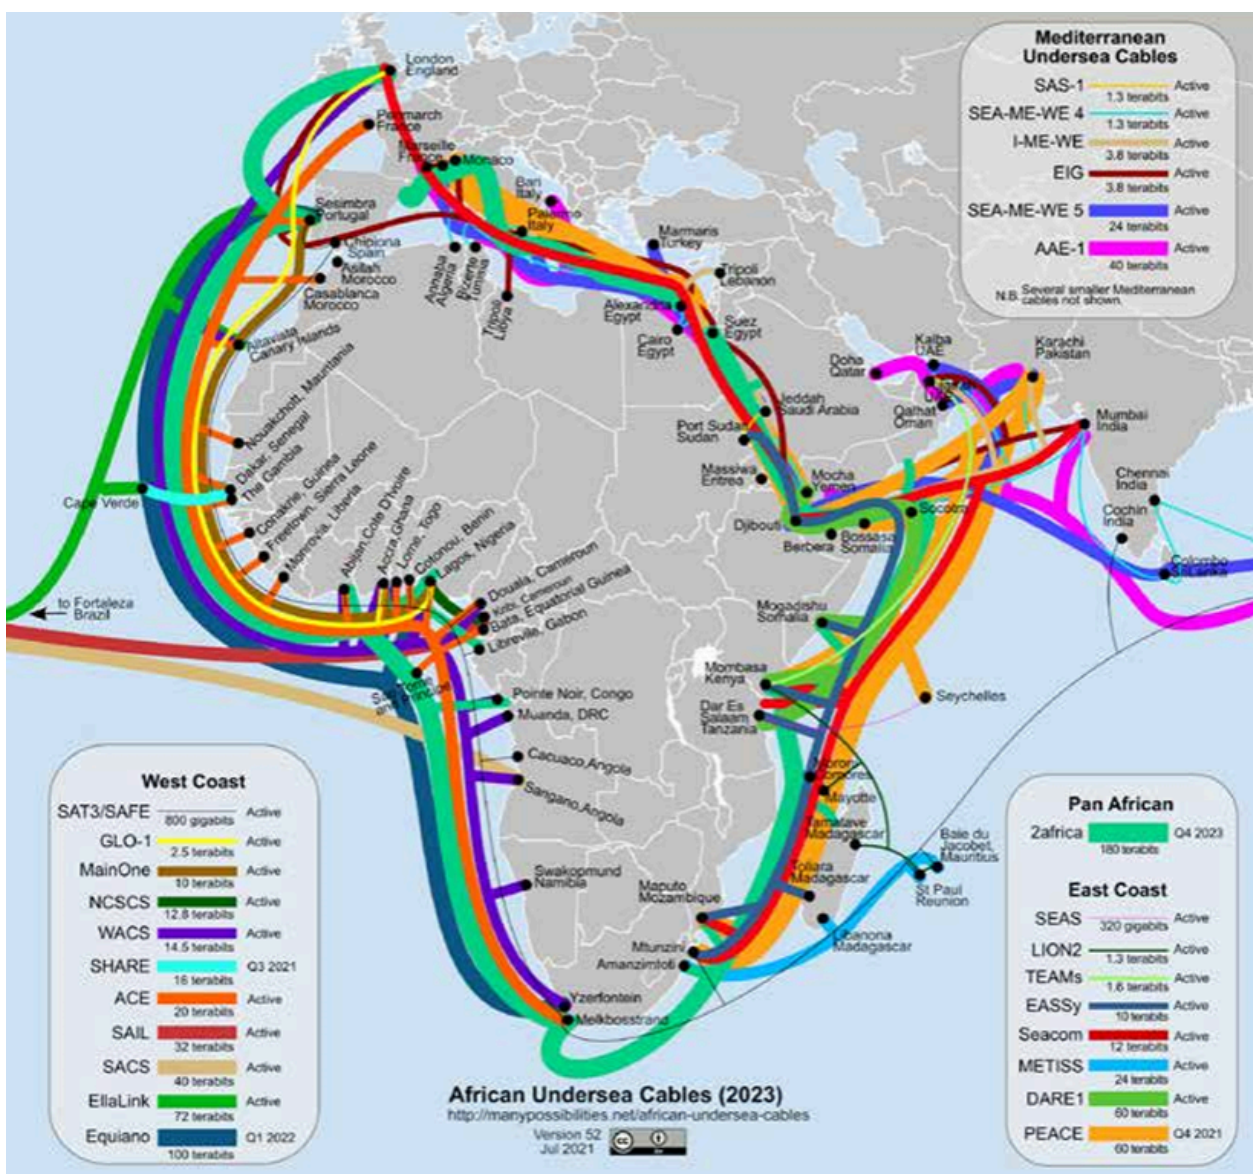 London
England
Penmarch
France
Marseille
France
Monaco
Bari
Italy
Palermo
Italy
Sesimbra
Portugal
Chipiona
Spain
Asilah
Morocco
Casablanca
Morocco
Annaba
Algeria
Bizerte
Tunisia
Tripoli
Libya
Marmaris
Turkey
Tripoli
Lebanon
Alexandria
Egypt
Cairo
Egypt
Suez
Egypt
Altavista
Canary Islands
Nouakchott, Mauritania
Dakar, Senegal
The Gambia
Cape Verde
Conakrie, Guinea
Freetown, Sierra Leone
Monrovia, Liberia
Abijan Cote D'Ivoire
Accra, Ghana
Lome, Togo
Cotonou, Benin
Lagos, Nigeria
Douala, Cameroun
Kribi, Cameroun
Bata, Equatorial Guinea
Libreville, Gabon
Sao Tome
and Principe
Pointe Noir, Congo
Muanda, DRC
Cacuaco,Angola
Sangano,Angola
Swakopmund
Namibia
Yzerfontein
Melkbosstrand
to Fortaleza
Brazil
Doha
Qatar
Kalba
UAE
Qalhat
Oman
Karachi
Pakistan
Mumbai
India
Chennai
India
Cochin
India
Colombo
Sri Lanka
Jeddah
Saudi Arabia
Port Sudan
Sudan
Massiwa
Eritrea
Mocha
Yemen
Djibouti
Berbera
Bossaso
Somalia
Socotra
Mogadishu
Somalia
Mombasa
Kenya
Dar Es
Salaam
Tanzania
Seychelles
Moroni
Comores
Mayotte
Tamatave
Madagascar
Toliara
Madagascar
Libanona
Madagascar
Baie du
Jacobet,
Mauritius
St Paul
Reunion
Maputo
Mozambique
Mtunzini
Amanzimtoti
Mediterranean
Undersea Cables
SAS-1 Active
1.3 terabits
SEA-ME-WE 4 Active
1.3 terabits
I-ME-WE Active
3.8 terabits
EIG Active
3.8 terabits
SEA-ME-WE 5 Active
24 terabits
AAE-1 Active
40 terabits
N.B. Several smaller Mediterranean
cables not shown.
West Coast
SAT3/SAFE Active
800 gigabits
GLO-1 Active
2.5 terabits
MainOne Active
10 terabits
NCSCS Active
12.8 terabits
WACS Active
14.5 terabits
SHARE Q3 2021
16 terabits
ACE Active
20 terabits
SAIL Active
32 terabits
SACS Active
40 terabits
EllaLink Active
72 terabits
Equiano Q1 2022
100 terabits
Pan African
2africa Q4 2023
180 terabits
East Coast
SEAS Active
320 gigabits
LION2 Active
1.3 terabits
TEAMs Active
1.6 terabits
EASSy Active
10 terabits
Seacom Active
12 terabits
METISS Active
24 terabits
DARE1 Active
60 terabits
PEACE Q4 2021
60 terabits
African Undersea Cables (2023)
http://manypossibilities.net/african-undersea-cables
Version 52
Jul 2021
cc